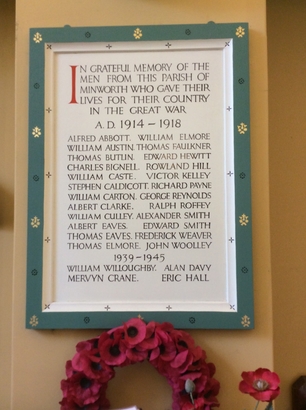 IN GRATEFUL MEMORY OF THE
MEN FROM THIS PARISH OF
MINWORTH WHO GAVE THEIR
LIVES FOR THEIR COUNTRY
IN THE GREAT WAR
A.D. 1914 – 1918
ALFRED ABBOTT. WILLIAM ELMORE
WILLIAM AUSTIN. THOMAS FAULKNER
THOMAS BUTLIN. EDWARD HEWITT
CHARLES BIGNELL. ROWLAND HILL
WILLIAM CASTE. VICTOR KELLEY
STEPHEN CALDICOTT. RICHARD PAYNE
WILLIAM CARTON. GEORGE REYNOLDS
ALBERT CLARKE. RALPH ROFFEY
WILLIAM CULLEY. ALEXANDER SMITH
ALBERT EAVES. EDWARD SMITH
THOMAS EAVES. FREDERICK WEAVER
THOMAS ELMORE. JOHN WOOLLEY
1939–1945
WILLIAM WILLOUGHBY. ALAN DAVY
MERVYN CRANE. ERIC HALL